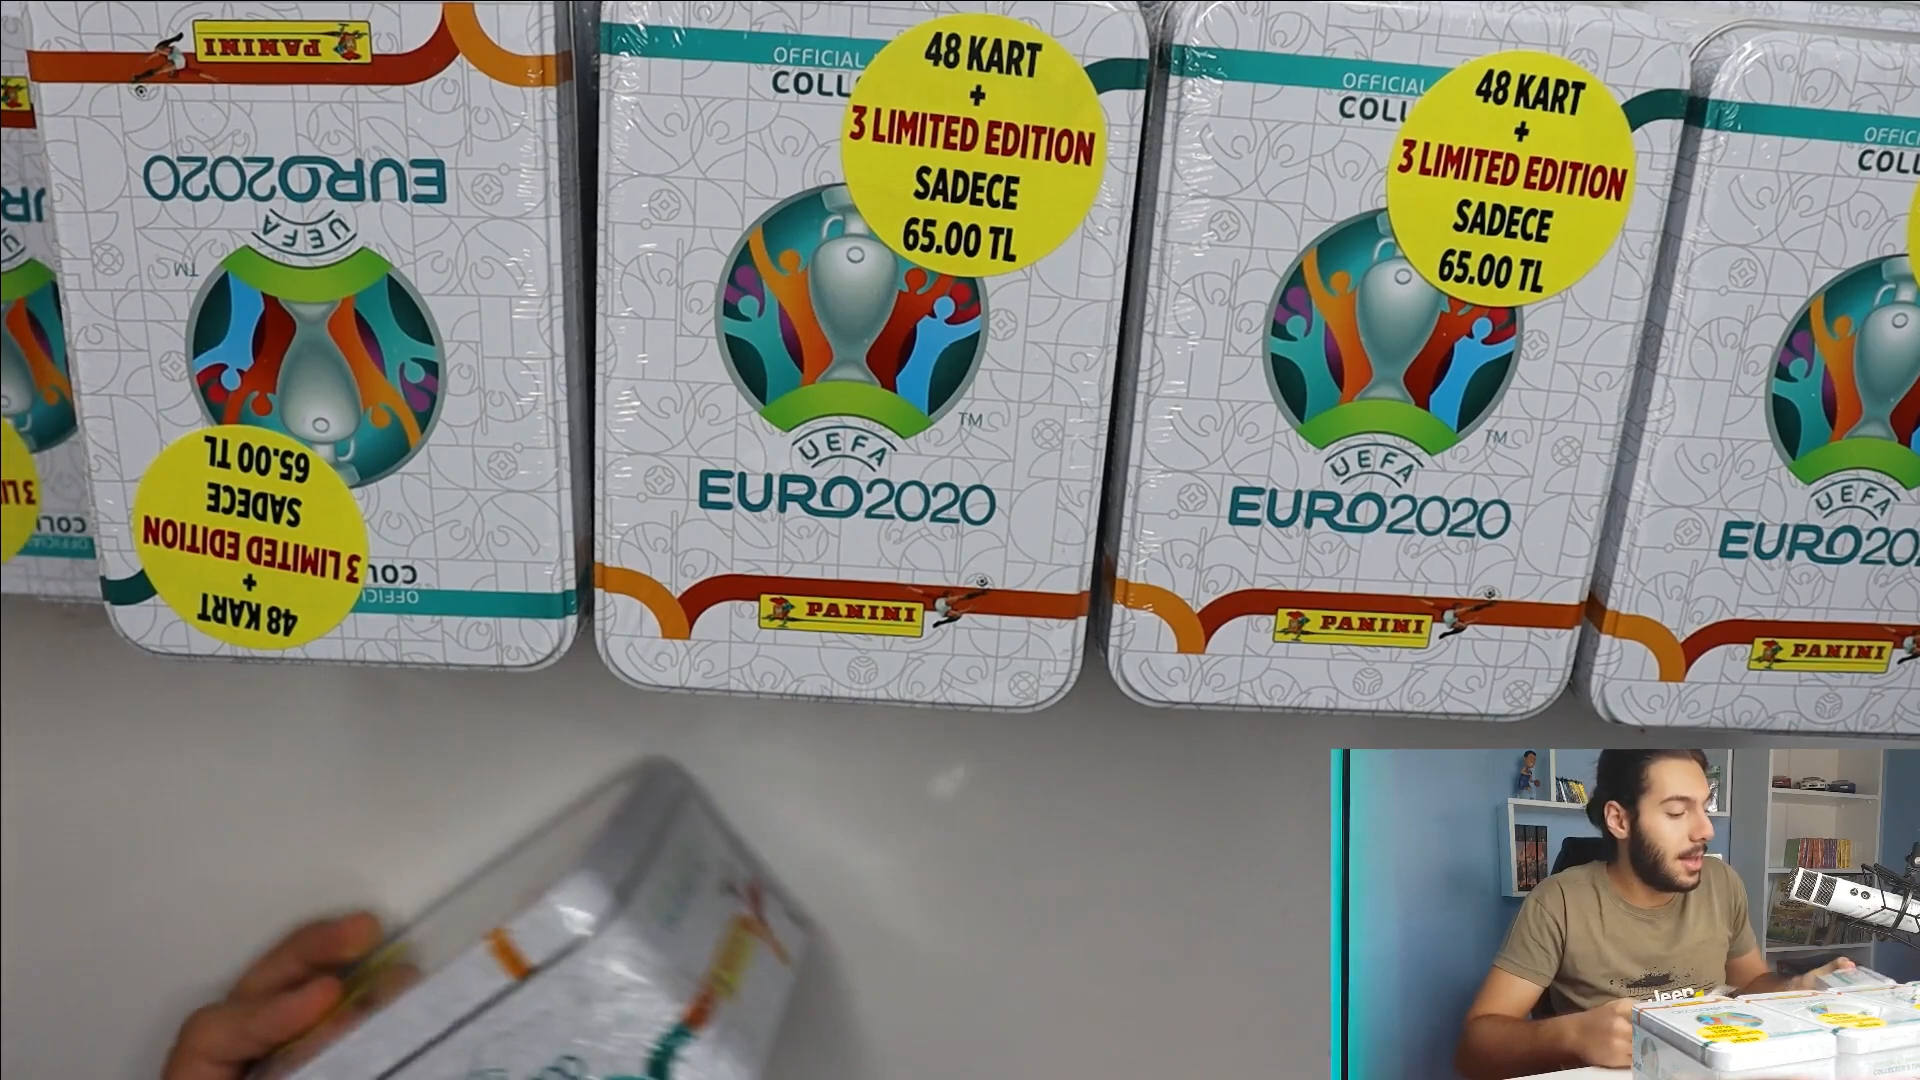 PANINI
EURO2020
UEFA
TM
65.00 TL
SADECE
3 LIMITED EDITION
+
48 KART
OFFICIAL
COLL
48 KART
+
3 LIMITED EDITION
SADECE
65.00 TL
TM
UEFA
EURO2020
PANINI
OFFICIAL
COLL
48 KART
+
3 LIMITED EDITION
SADECE
65.00 TL
TM
UEFA
EURO2020
PANINI
COLL
UEFA
EURO20
PANINI
Jeep